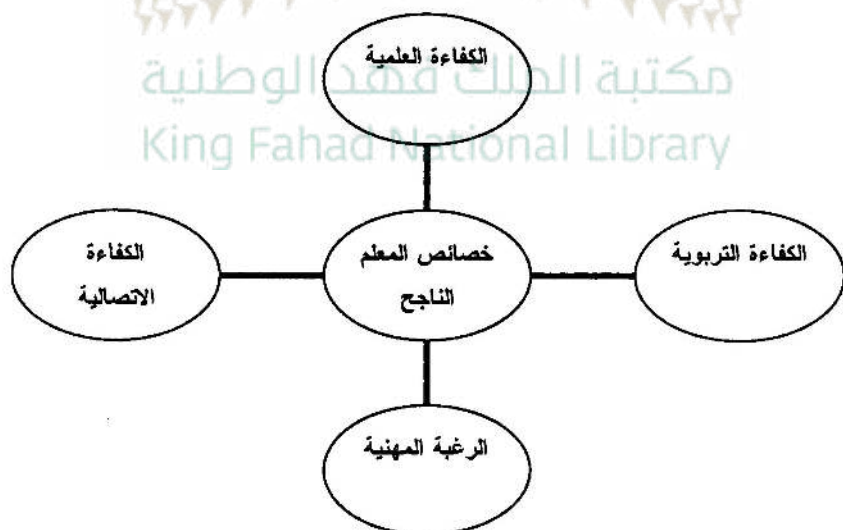 الكفاءة العلمية
مكتبة الملك فهد الوطنية
King Fahad National Library
الكفاءة التربوية
خصائص المعلم
الناجح
الكفاءة
الاتصالية
الرغبة المهنية